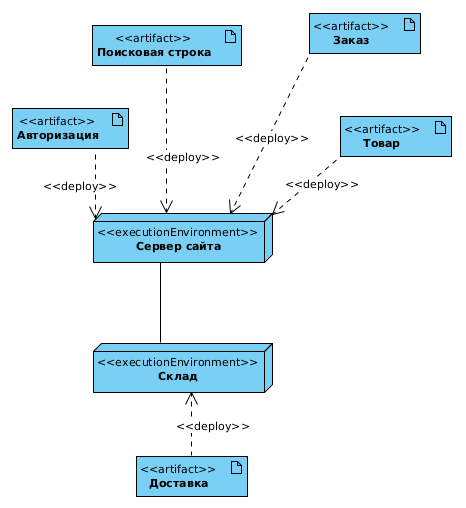 <<artifact>>
Заказ
<<artifact>>
Поисковая строка
<<artifact>>
Авторизация
<<artifact>>
Товар
<<deploy>>
<<deploy>>
<<deploy>>
<<deploy>>
<<executionEnvironment>>
Сервер сайта
<<executionEnvironment>>
Склад
<<deploy>>
<<artifact>>
Доставка